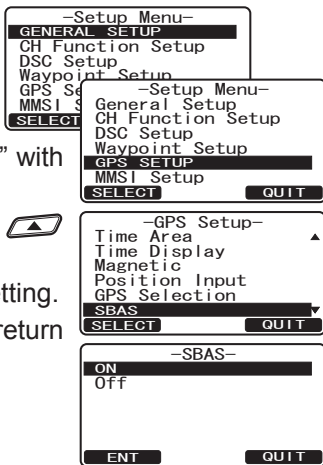 -Setup Menu-
GENERAL SETUP
CH Function Setup
DSC Setup
Waypoint Setup
GPS Se
MMSI S
SELECT
-Setup Menu-
General Setup
CH Function Setup
DSC Setup
Waypoint Setup
GPS SETUP
MMSI Setup
SELECT QUIT
” with
-GPS Setup-
Time Area
Time Display
Magnetic
Position Input
GPS Selection
SBAS
SELECT QUIT
tting.
return
-SBAS-
ON
Off
ENT QUIT